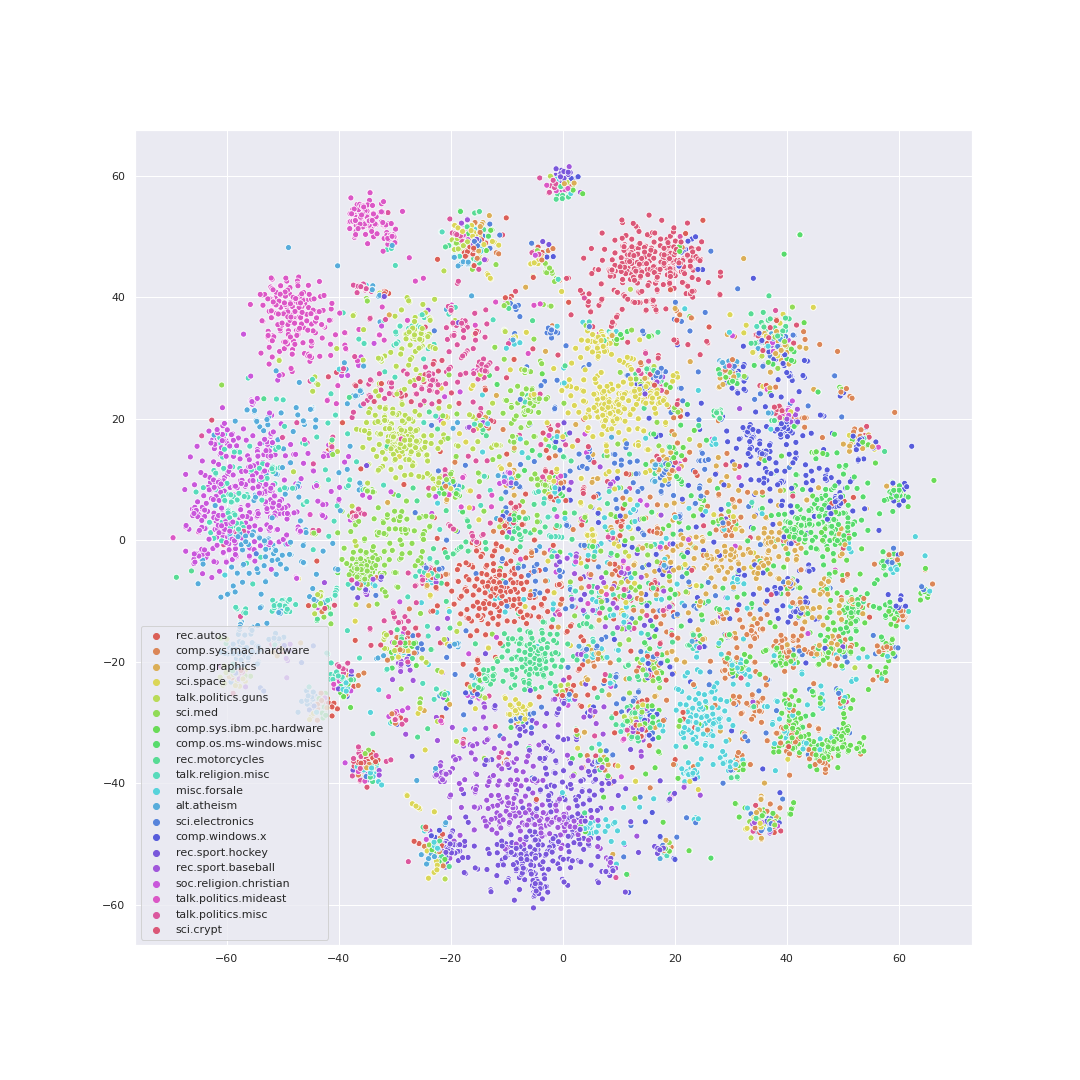 60
40
20
0
−20
−40
−60
rec.autos
comp.sys.mac.hardware
comp.graphics
sci.space
talk.politics.guns
sci.med
comp.sys.ibm.pc.hardware
comp.os.ms-windows.misc
rec.motorcycles
talk.religion.misc
misc.forsale
alt.atheism
sci.electronics
comp.windows.x
rec.sport.hockey
rec.sport.baseball
soc.religion.christian
talk.politics.mideast
talk.politics.misc
sci.crypt
−60 −40 −20 0 20 40 60